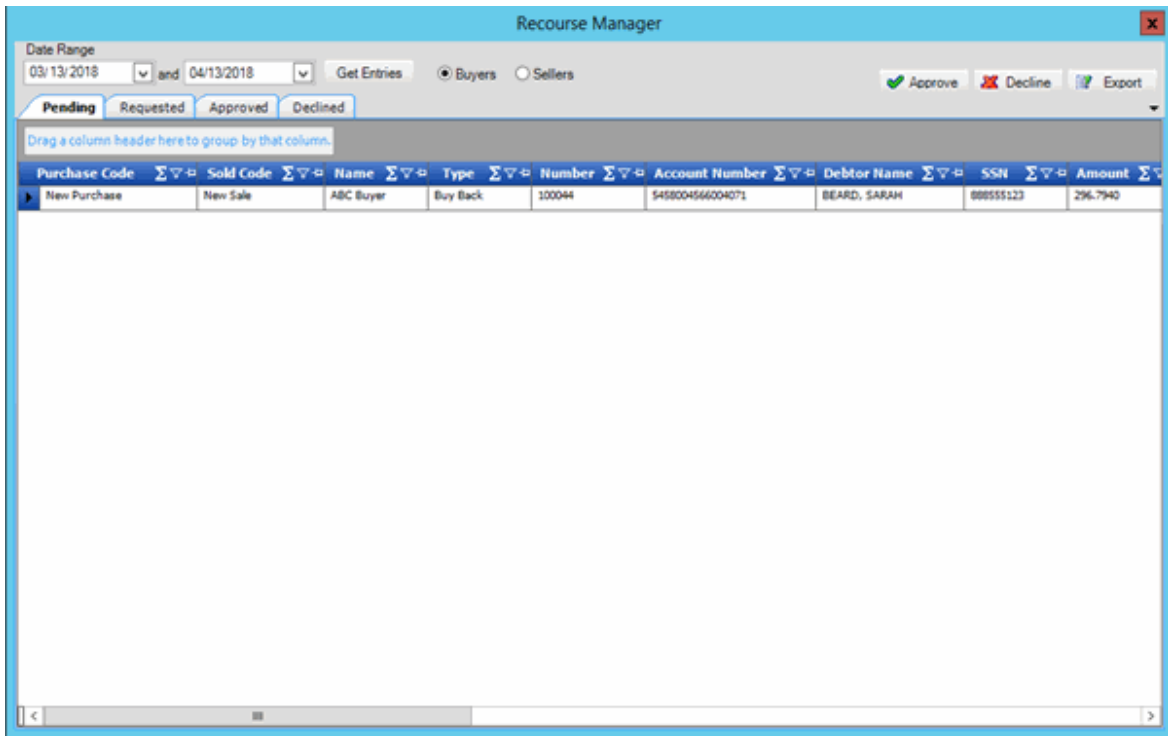 Recourse Manager
Date Range
03/13/2018 and 04/13/2018 Get Entries Buyers Sellers
Approve Decline Export
Pending Requested Approved Declined
Drag a column header here to group by that column.
Purchase Code Sold Code Name Type Number Account Number Debtor Name SSN Amount
New Purchase New Sale ABC Buyer Buy Back 100044 5458004566004071 BEARD, SARAH 888555123 296.7940